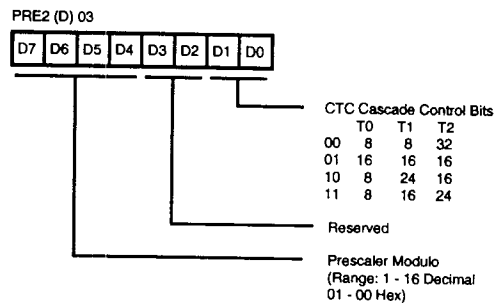 PRE2 (D) 03
D7 D6 D5 D4 D3 D2 D1 D0
CTC Cascade Control Bits
T0 T1 T2
00 8 8 32
01 16 16 16
10 8 24 16
11 8 16 24
Reserved
Prescaler Modulo
(Range: 1 - 16 Decimal
01 - 00 Hex)